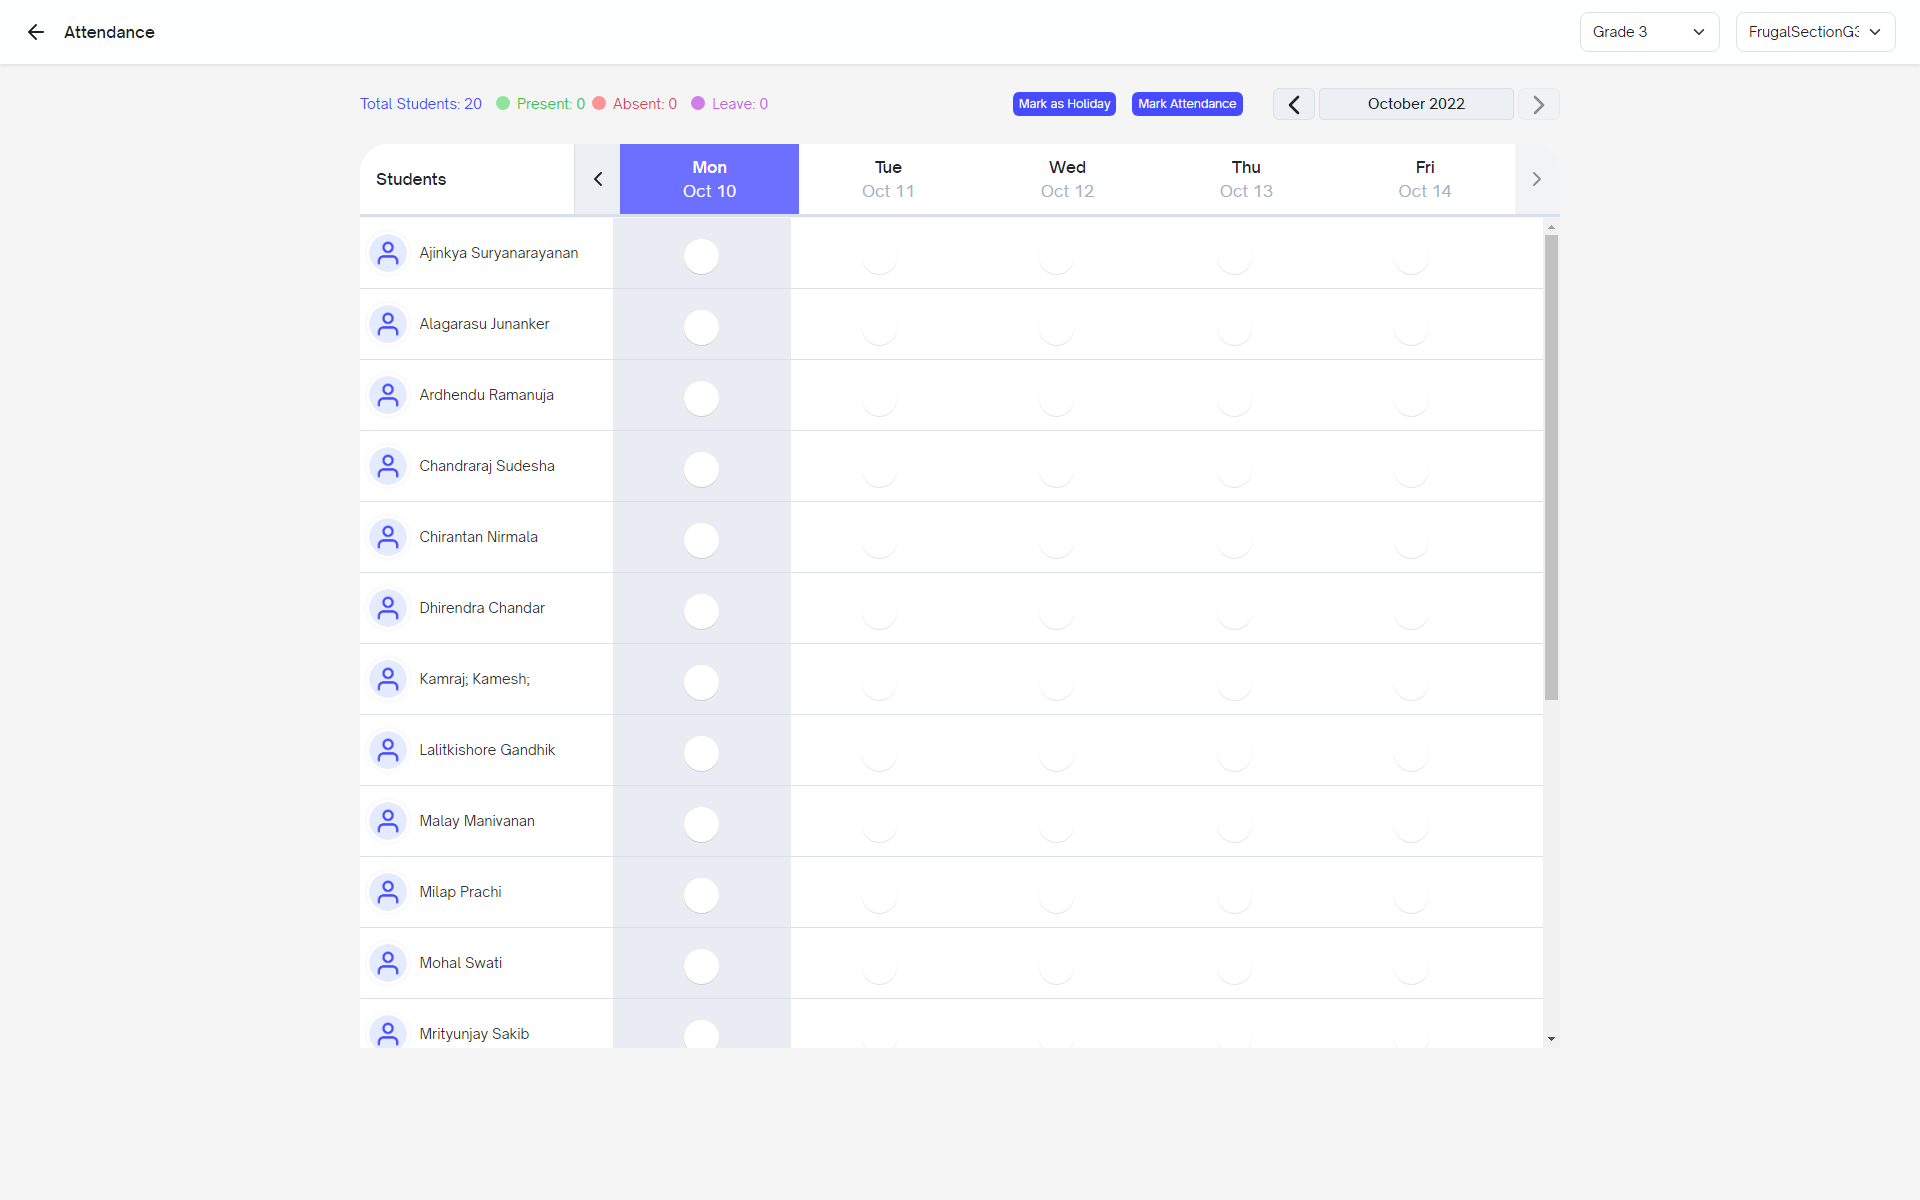 Attendance
Grade 3
FrugalSectionG3
Total Students: 20
Present: 0
Absent: 0
Leave: 0
Mark as Holiday
Mark Attendance
October 2022
Students
Mon
Oct 10
Tue
Oct 11
Wed
Oct 12
Thu
Oct 13
Fri
Oct 14
Ajinkya Suryanarayanan
Alagarasu Junanker
Ardhendu Ramanuja
Chandraraj Sudesha
Chirantan Nirmala
Dhirendra Chandar
Kamraj; Kamesh;
Lalitkishore Gandhik
Malay Manivanan
Milap Prachi
Mohal Swati
Mrityunjay Sakib